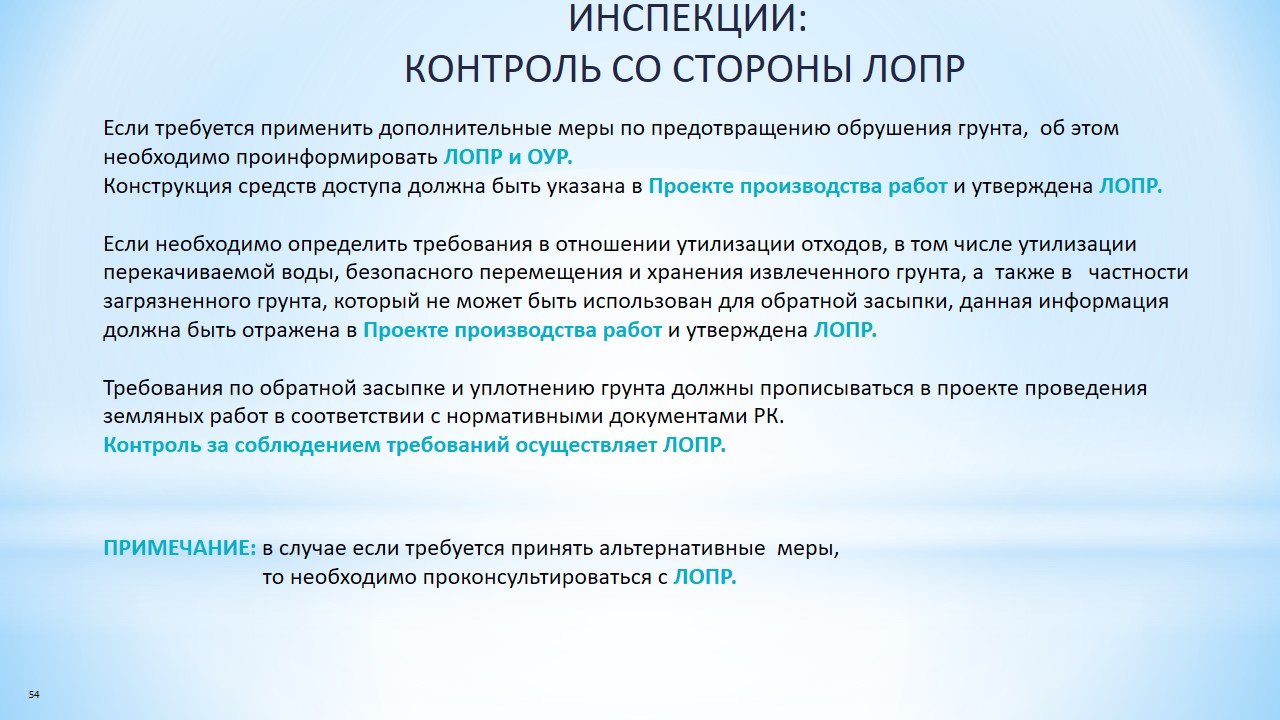 ИНСПЕКЦИИ:
КОНТРОЛЬ СО СТОРОНЫ ЛОПР
Если требуется применить дополнительные меры по предотвращению обрушения грунта,  об этом
необходимо проинформировать ЛОПР и ОУР.
Конструкция средств доступа должна быть указана в Проекте производства работ и утверждена ЛОПР.
Если необходимо определить требования в отношении утилизации отходов, в том числе утилизации
перекачиваемой воды, безопасного перемещения и хранения извлеченного грунта, а  также в   частности
загрязненного грунта, который не может быть использован для обратной засыпки, данная информация
должна быть отражена в Проекте производства работ и утверждена ЛОПР.
Требования по обратной засыпке и уплотнению грунта должны прописываться в проекте проведения
земляных работ в соответствии с нормативными документами РК.
Контроль за соблюдением требований осуществляет ЛОПР.
ПРИМЕЧАНИЕ: в случае если требуется принять альтернативные  меры,
то необходимо проконсультироваться с ЛОПР.
54